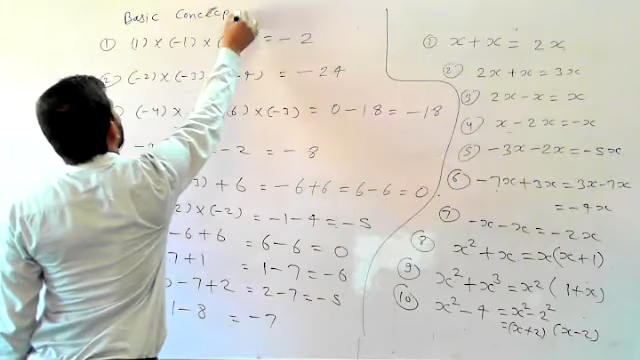 Basic Concep
① (1) × (-1) × ( = - 2
② (-2) × (-3) -4) = - 24
(-4) × (6) × (-3) = 0 - 18 = - 18
- 2 = - 8
3) + 6 = - 6 + 6 = 6 - 6 = 0
2) × (-2) = - 1 - 4 = - 5
- 6 + 6 = 6 - 6 = 0
7 + 1 = 1 - 7 = - 6
- 7 + 2 = 2 - 7 = - 5
1 - 8 = - 7
① x + x = 2x
② 2x + x = 3x
③ 2x - x = x
④ x - 2x = - x
⑤ - 3x - 2x = - 5x
⑥ - 7x + 3x = 3x - 7x
= - 4x
⑦ - x - x = - 2x
⑧ x² + x = x(x + 1)
⑨ x² + x³ = x² (1 + x)
⑩ x² - 4 = x² - 2²
= (x + 2) (x - 2)